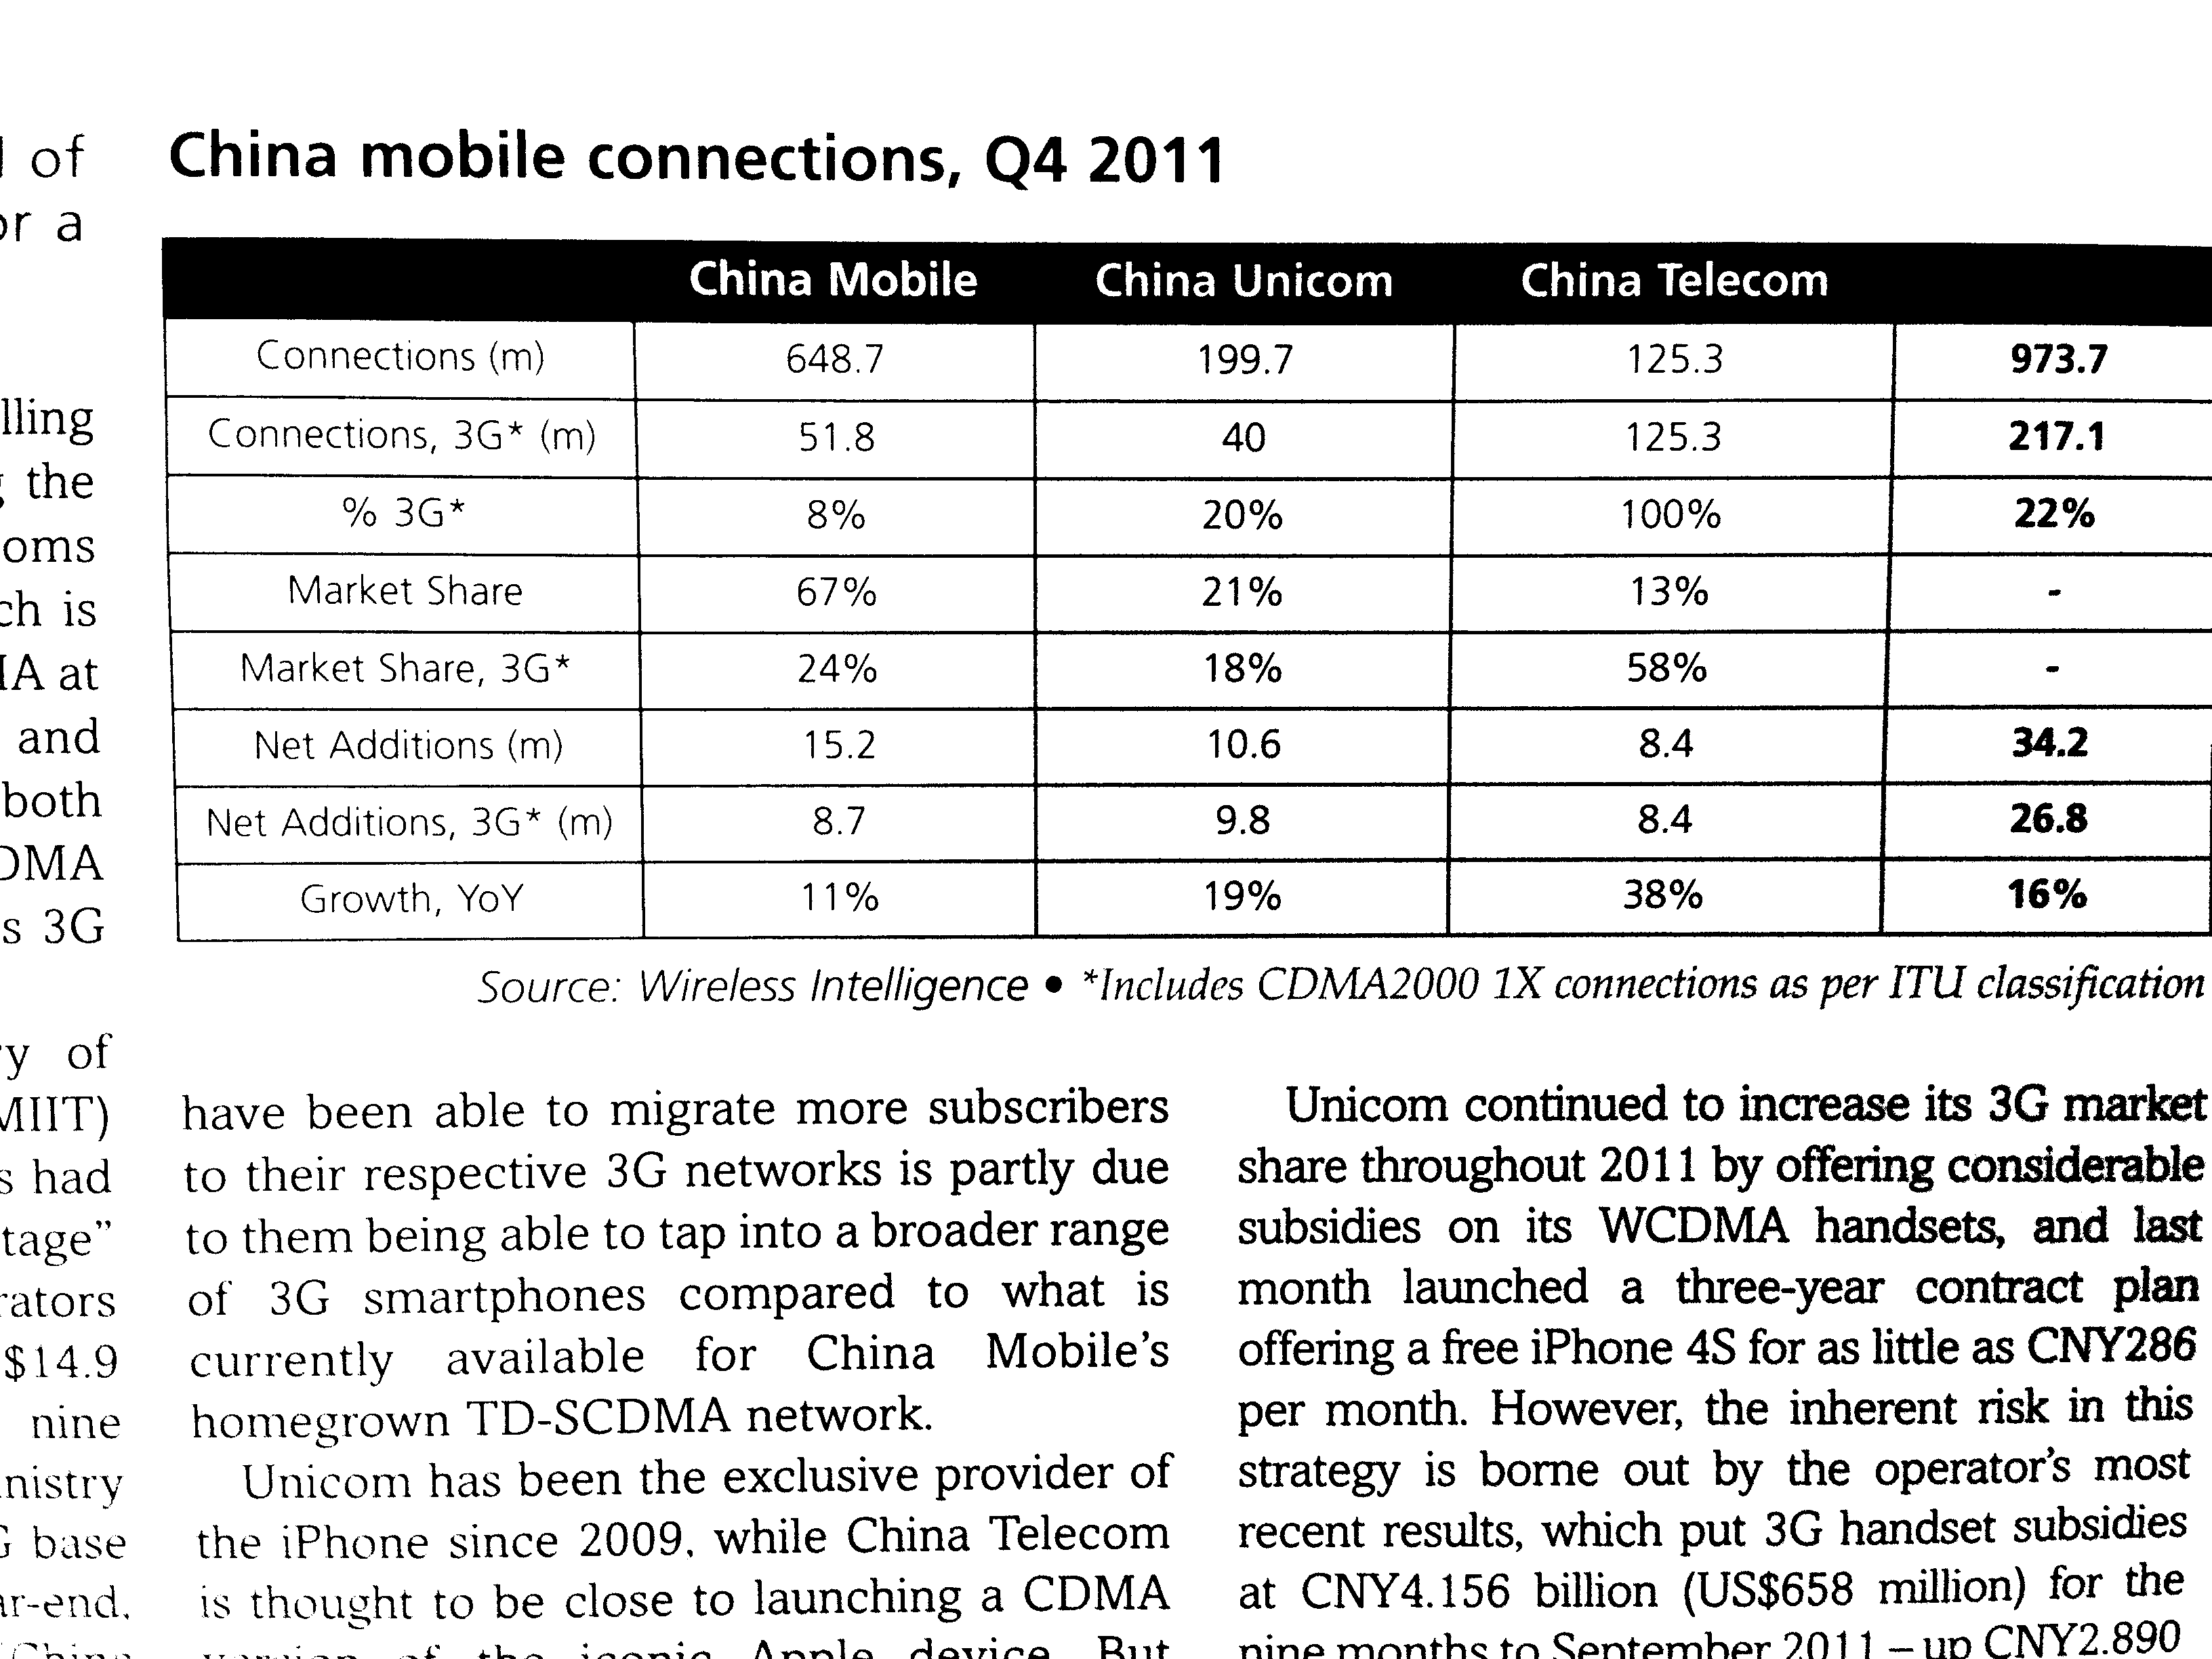 l of
or a
lling
g the
oms
ch is
IA at
and
both
DMA
s 3G
ry of
MIIT)
s had
tage”
rators
$14.9
nine
nistry
G base
ar-end,
China mobile connections, Q4 2011
China Mobile China Unicom China Telecom
Connections (m) 648.7 199.7 125.3 973.7
Connections, 3G* (m) 51.8 40 125.3 217.1
% 3G* 8% 20% 100% 22%
Market Share 67% 21% 13% -
Market Share, 3G* 24% 18% 58% -
Net Additions (m) 15.2 10.6 8.4 34.2
Net Additions, 3G* (m) 8.7 9.8 8.4 26.8
Growth, YoY 11% 19% 38% 16%
Source: Wireless Intelligence • *Includes CDMA2000 1X connections as per ITU classification
have been able to migrate more subscribers
to their respective 3G networks is partly due
to them being able to tap into a broader range
of 3G smartphones compared to what is
currently available for China Mobile’s
homegrown TD-SCDMA network.
Unicom has been the exclusive provider of
the iPhone since 2009, while China Telecom
is thought to be close to launching a CDMA
version of the iconic Apple device. But
Unicom continued to increase its 3G market
share throughout 2011 by offering considerable
subsidies on its WCDMA handsets, and last
month launched a three-year contract plan
offering a free iPhone 4S for as little as CNY286
per month. However, the inherent risk in this
strategy is borne out by the operator’s most
recent results, which put 3G handset subsidies
at CNY4.156 billion (US$658 million) for the
nine months to September 2011 – up CNY2.890